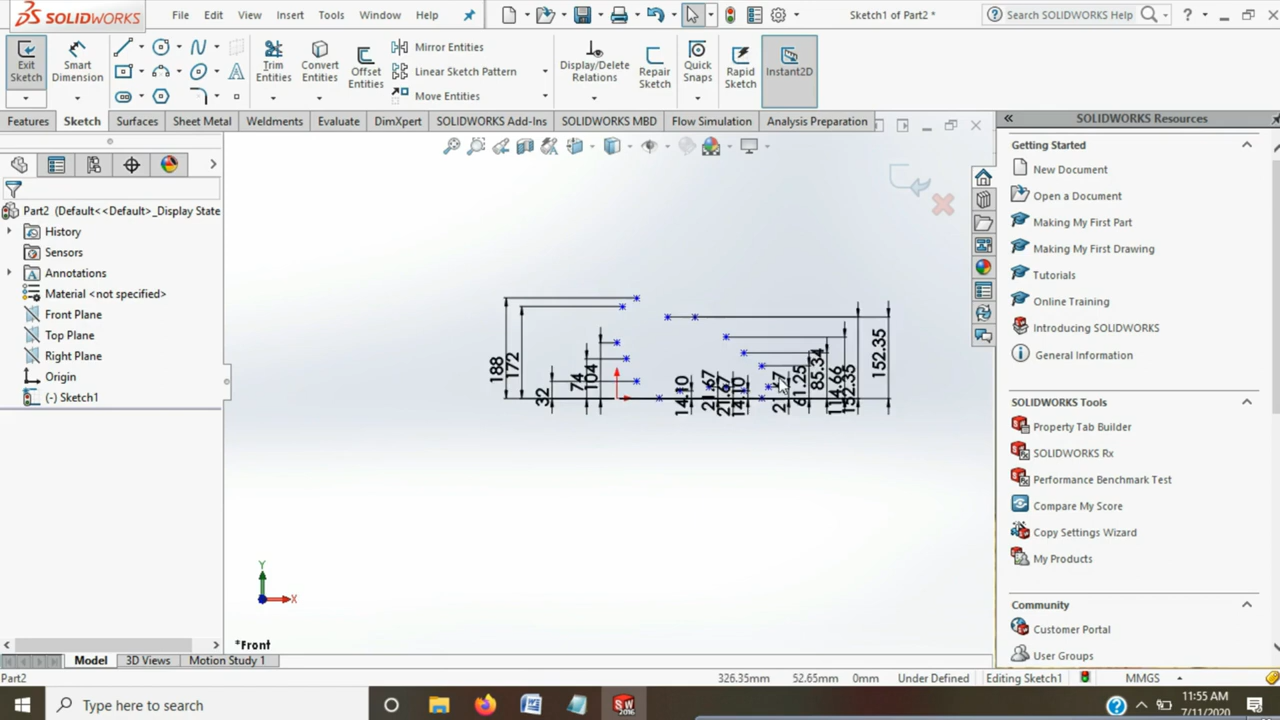 SOLIDWORKS
File Edit View Insert Tools Window Help
Sketch1 of Part2 *
Search SOLIDWORKS Help
Exit Sketch
Smart Dimension
Trim Entities
Convert Entities
Offset Entities
Mirror Entities
Linear Sketch Pattern
Move Entities
Display/Delete Relations
Repair Sketch
Quick Snaps
Rapid Sketch
Instant2D
Features Sketch Surfaces Sheet Metal Weldments Evaluate DimXpert SOLIDWORKS Add-Ins SOLIDWORKS MBD Flow Simulation Analysis Preparation
Part2 (Default<<Default>_Display State
History
Sensors
Annotations
Material <not specified>
Front Plane
Top Plane
Right Plane
Origin
(-) Sketch1
188
172
32
74
104
14.10
21.67
21.67
14.10
61.25
85.34
114.66
152.35
152.35
Y
X
*Front
SOLIDWORKS Resources
Getting Started
New Document
Open a Document
Making My First Part
Making My First Drawing
Tutorials
Online Training
Introducing SOLIDWORKS
General Information
SOLIDWORKS Tools
Property Tab Builder
SOLIDWORKS Rx
Performance Benchmark Test
Compare My Score
Copy Settings Wizard
My Products
Community
Customer Portal
User Groups
Model 3D Views Motion Study 1
Part2
326.35mm 52.65mm 0mm Under Defined Editing Sketch1 MMGS
Type here to search
2016
11:55 AM
7/11/2020